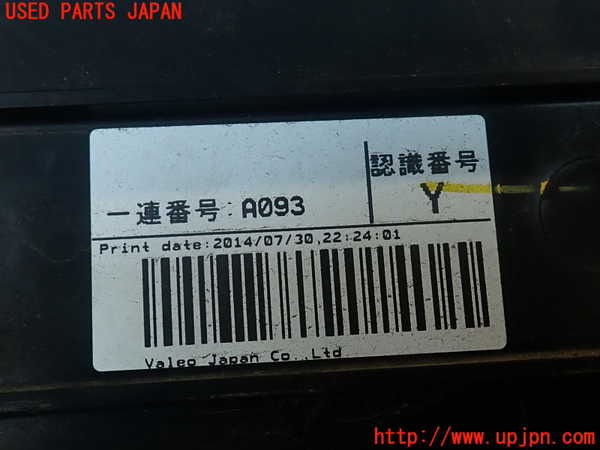 USED PARTS JAPAN
認識番号
一連番号: A093
Y
Print date:2014/07/30,22:24:01
Valeo Japan Co.,Ltd.
http://www.upjpn.com/